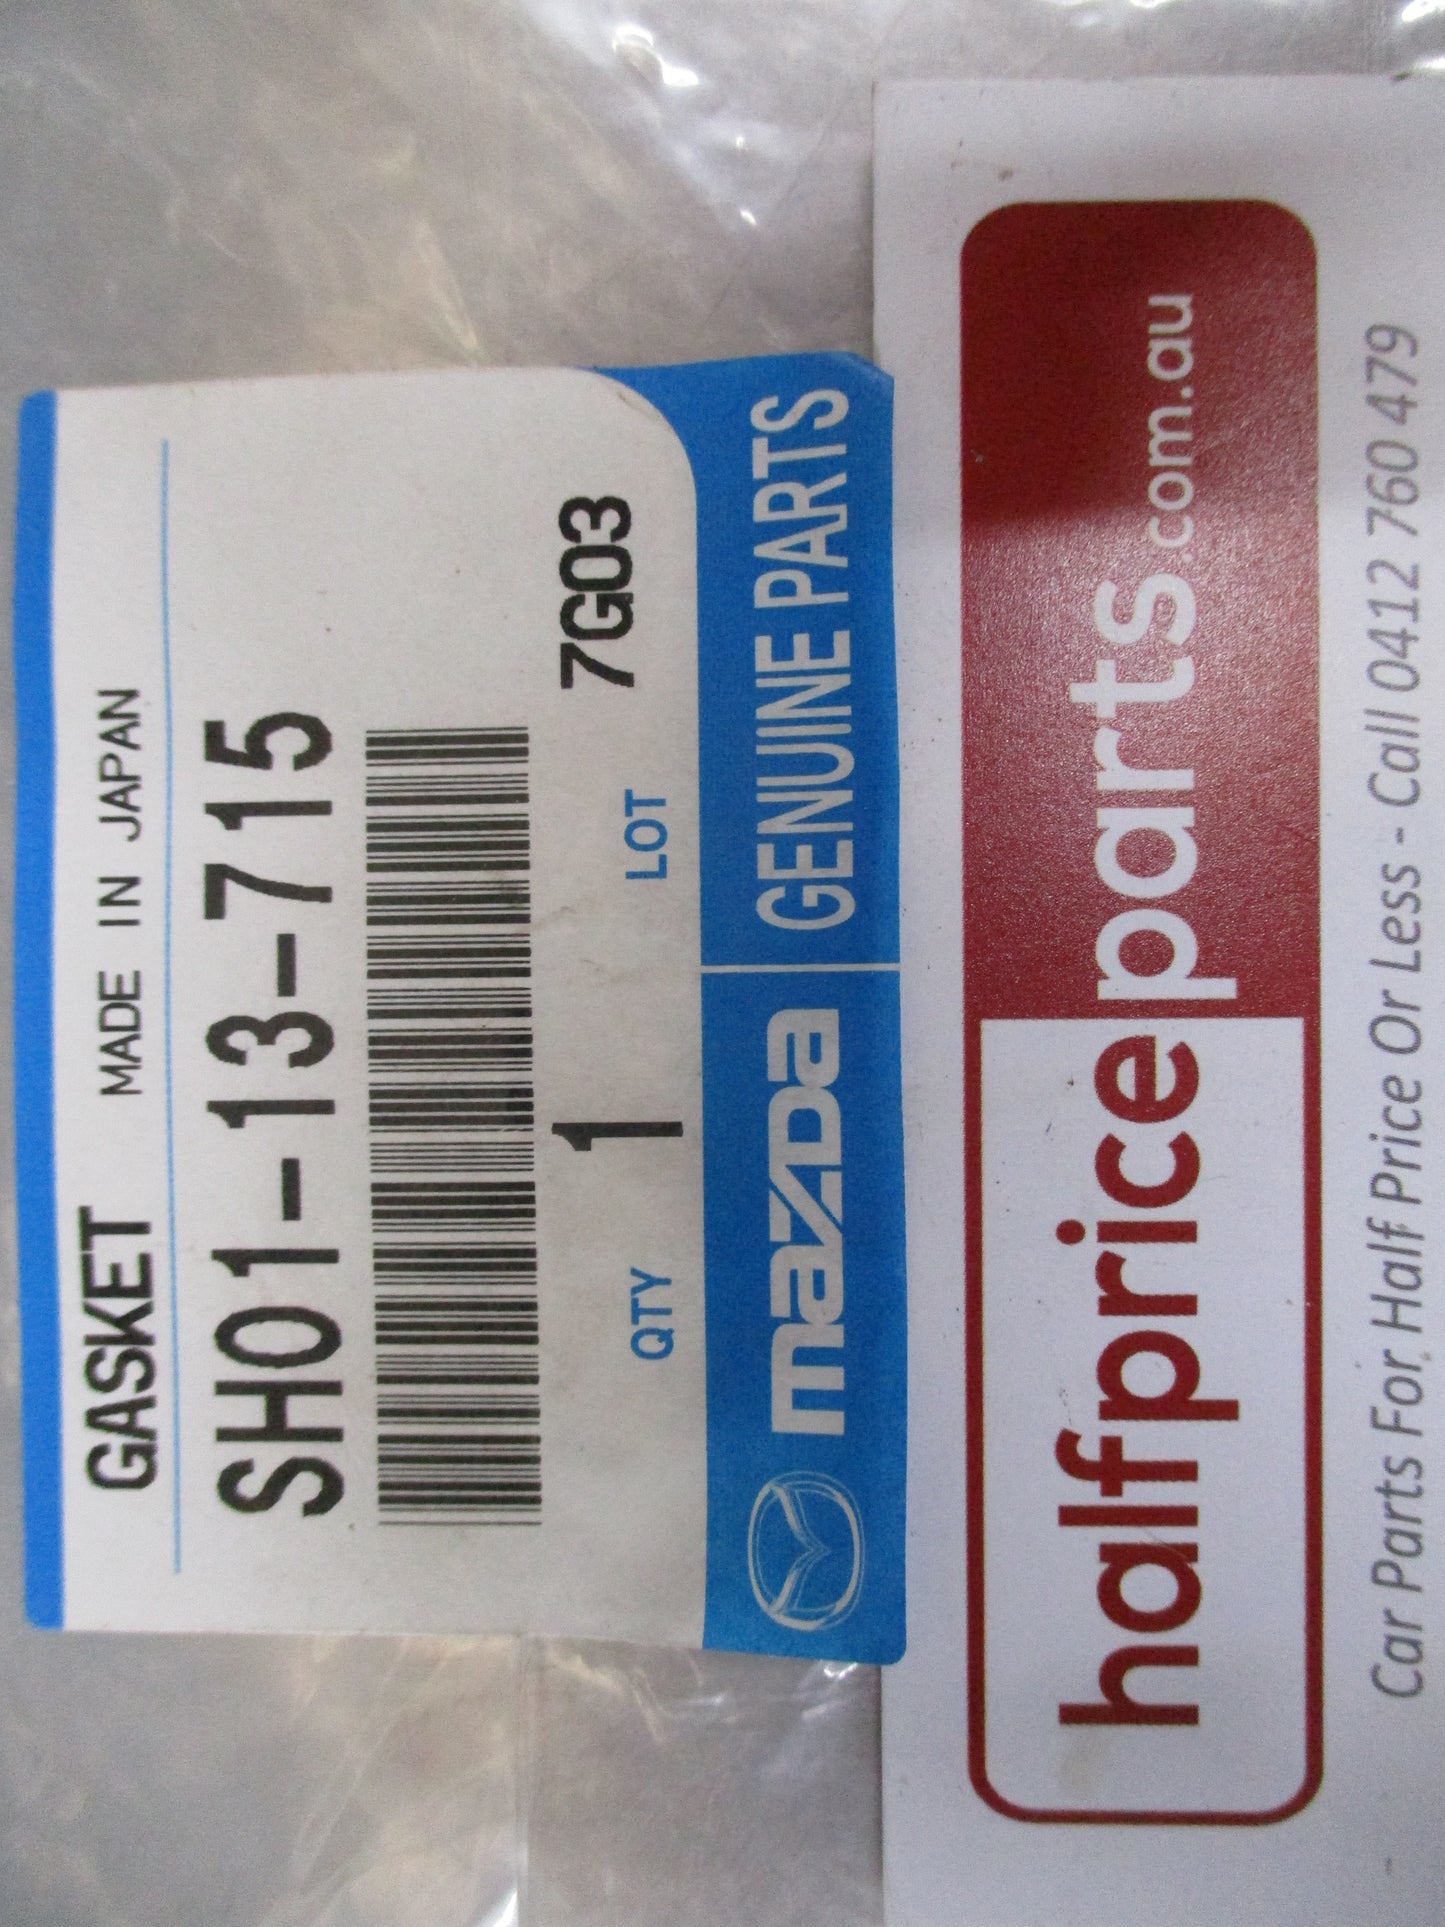 GASKET MADE IN JAPAN
SH01-13-715
QTY 1 LOT 7G03
mazda GENUINE PARTS
halfpriceparts.com.au
Car Parts For Half Price Or Less - Call 0412 760 479